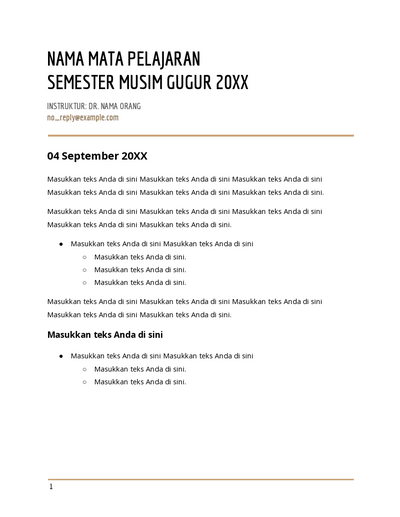 NAMA MATA PELAJARAN
SEMESTER MUSIM GUGUR 20XX
INSTRUKTUR: DR. NAMA ORANG
no_reply@example.com
04 September 20XX
Masukkan teks Anda di sini Masukkan teks Anda di sini Masukkan teks Anda di sini
Masukkan teks Anda di sini Masukkan teks Anda di sini Masukkan teks Anda di sini.
Masukkan teks Anda di sini Masukkan teks Anda di sini Masukkan teks Anda di sini
Masukkan teks Anda di sini Masukkan teks Anda di sini.
● Masukkan teks Anda di sini Masukkan teks Anda di sini
○ Masukkan teks Anda di sini.
○ Masukkan teks Anda di sini.
○ Masukkan teks Anda di sini.
Masukkan teks Anda di sini Masukkan teks Anda di sini Masukkan teks Anda di sini
Masukkan teks Anda di sini Masukkan teks Anda di sini.
Masukkan teks Anda di sini
● Masukkan teks Anda di sini Masukkan teks Anda di sini
○ Masukkan teks Anda di sini.
○ Masukkan teks Anda di sini.
1